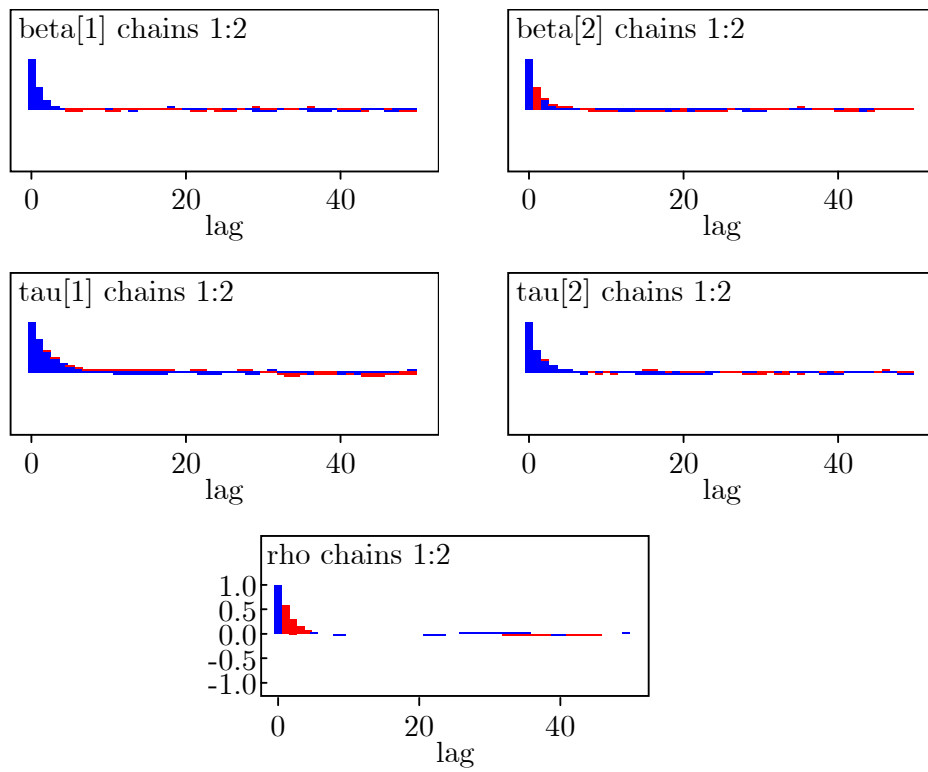 beta[1] chains 1:2
0 20 40
lag
beta[2] chains 1:2
0 20 40
lag
tau[1] chains 1:2
0 20 40
lag
tau[2] chains 1:2
0 20 40
lag
rho chains 1:2
1.0
0.5
0.0
-0.5
-1.0
0 20 40
lag